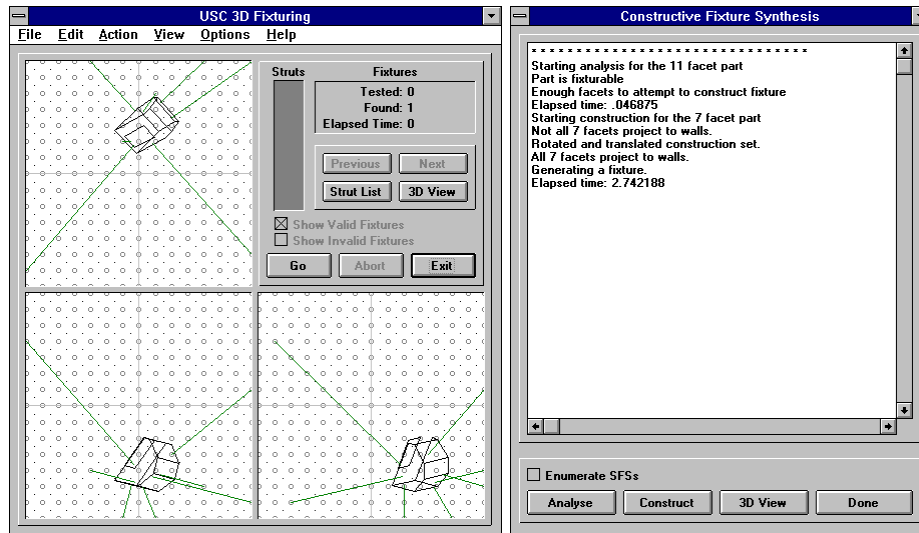 USC 3D Fixturing
File Edit Action View Options Help
Struts
Fixtures
Tested: 0
Found: 1
Elapsed Time: 0
Previous Next
Strut List 3D View
Show Valid Fixtures
Show Invalid Fixtures
Go Abort Exit
Constructive Fixture Synthesis
* * * * * * * * * * * * * * * * * * * * * * * * * * * * * * *
Starting analysis for the 11 facet part
Part is fixturable
Enough facets to attempt to construct fixture
Elapsed time: .046875
Starting construction for the 7 facet part
Not all 7 facets project to walls.
Rotated and translated construction set.
All 7 facets project to walls.
Generating a fixture.
Elapsed time: 2.742188
Enumerate SFSs
Analyse Construct 3D View Done